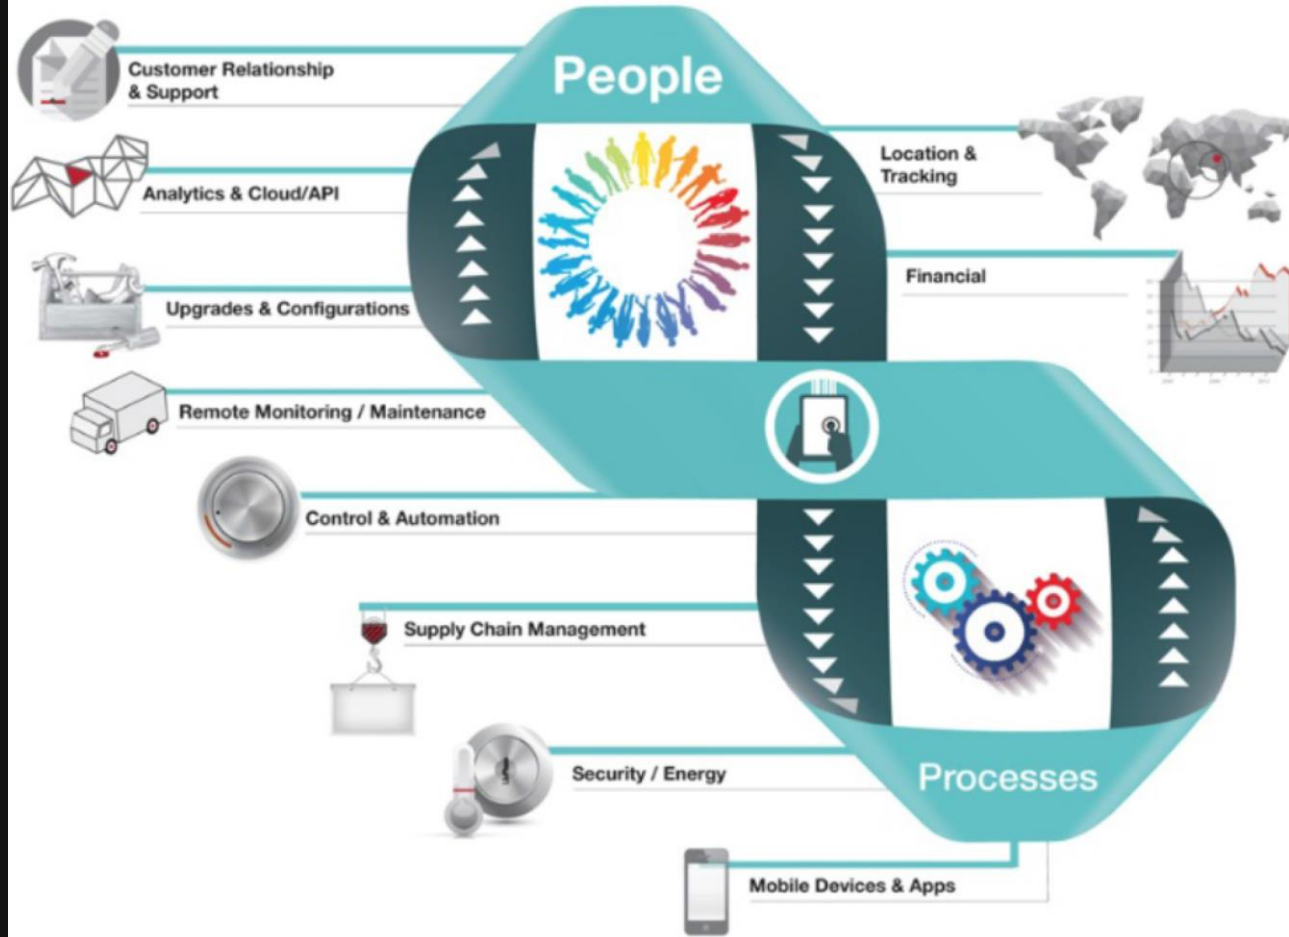 People
Customer Relationship
& Support
Analytics & Cloud/API
Upgrades & Configurations
Remote Monitoring / Maintenance
Control & Automation
Supply Chain Management
Security / Energy
Mobile Devices & Apps
Location &
Tracking
Financial
Processes